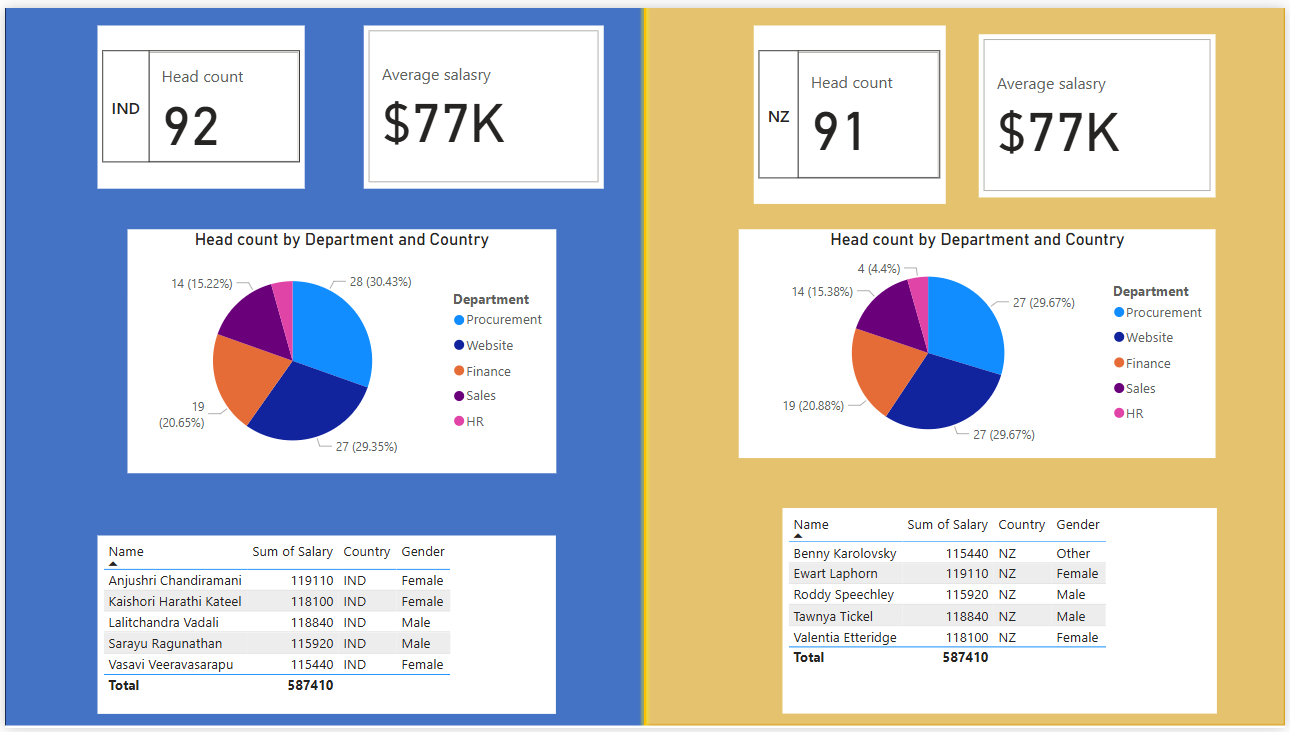 IND
Head count
92
Average salasry
$77K
Head count by Department and Country
14 (15.22%)
28 (30.43%)
19
(20.65%)
27 (29.35%)
Department
Procurement
Website
Finance
Sales
HR
Name Sum of Salary Country Gender
Anjushri Chandiramani 119110 IND Female
Kaishori Harathi Kateel 118100 IND Female
Lalitchandra Vadali 118840 IND Male
Sarayu Ragunathan 115920 IND Male
Vasavi Veeravasarapu 115440 IND Female
Total 587410
NZ
Head count
91
Average salasry
$77K
Head count by Department and Country
4 (4.4%)
14 (15.38%)
27 (29.67%)
19 (20.88%)
27 (29.67%)
Department
Procurement
Website
Finance
Sales
HR
Name Sum of Salary Country Gender
Benny Karolovsky 115440 NZ Other
Ewart Laphorn 119110 NZ Female
Roddy Speechley 115920 NZ Male
Tawnya Tickel 118840 NZ Male
Valentia Etteridge 118100 NZ Female
Total 587410